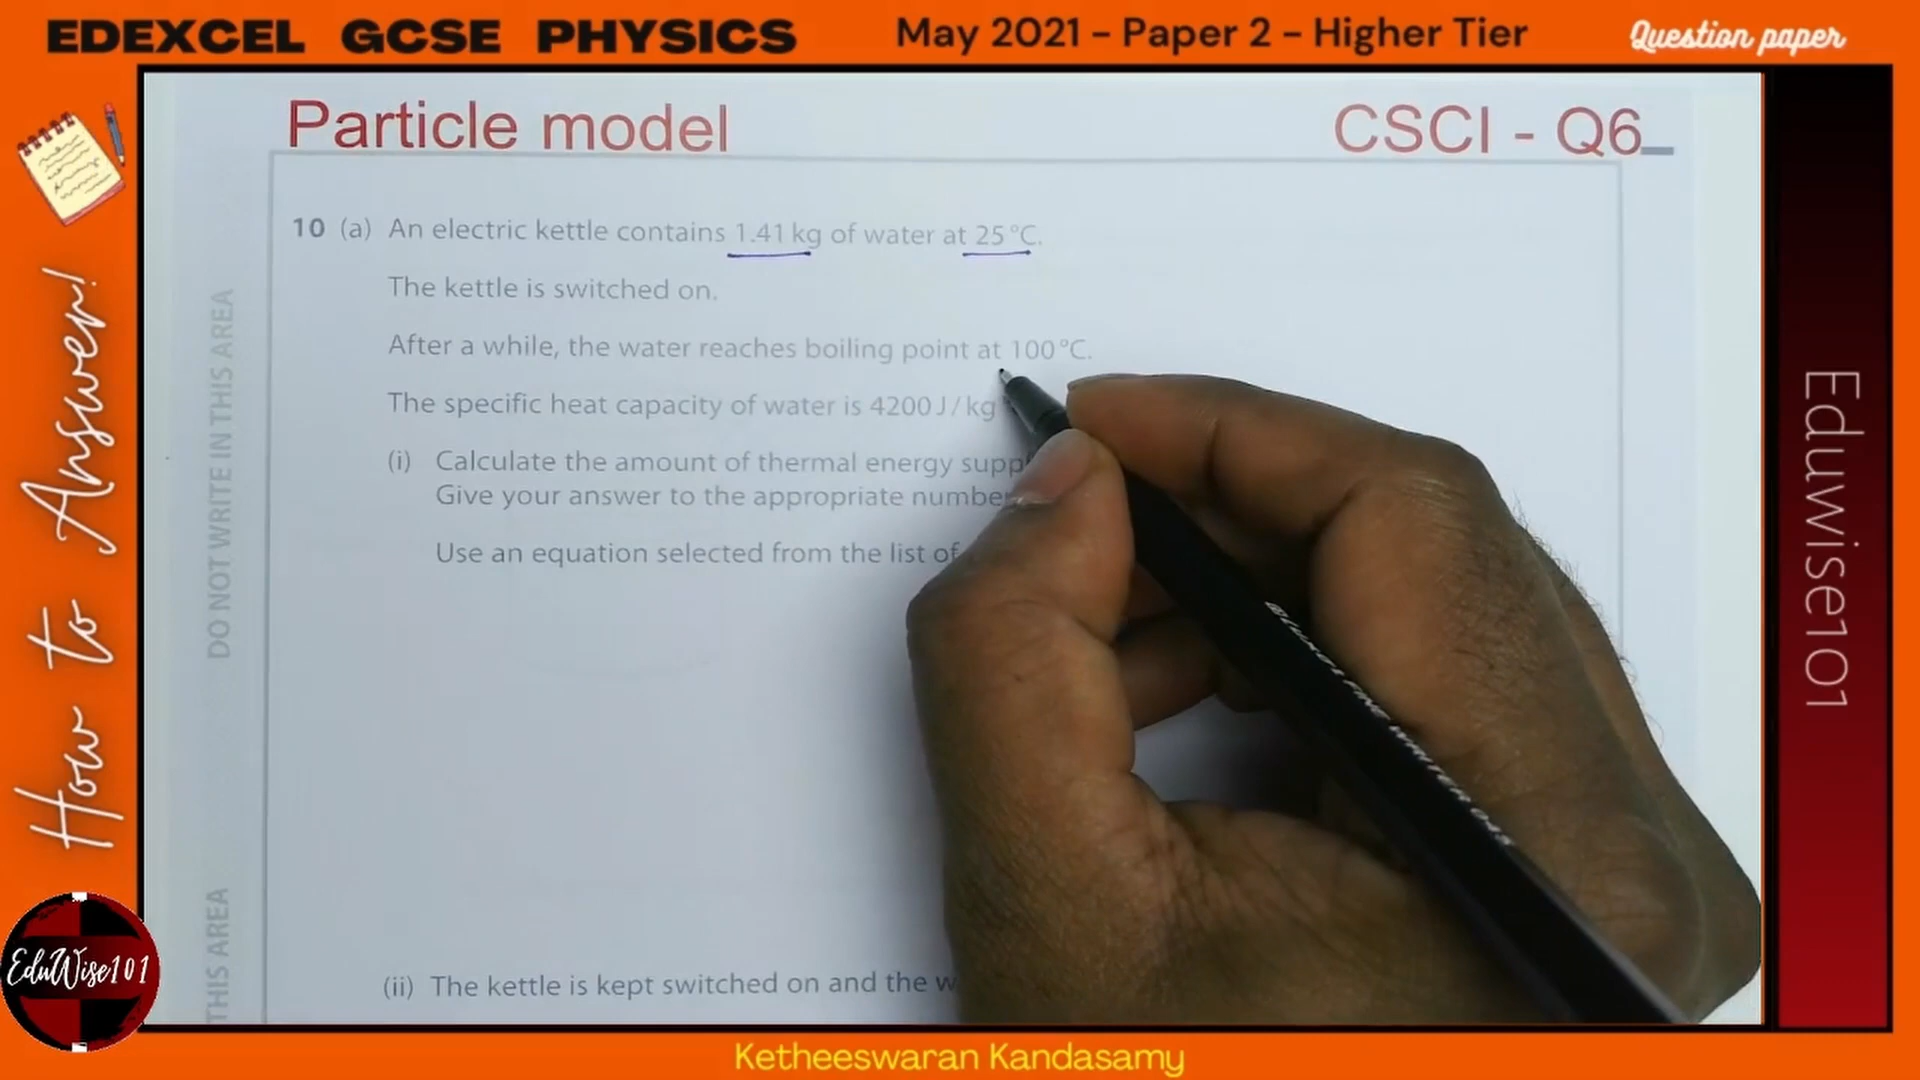 EDEXCEL GCSE PHYSICS May 2021 - Paper 2 - Higher Tier Question paper
How to Answer!
Particle model CSCI - Q6
10 (a) An electric kettle contains 1.41 kg of water at 25 °C.
The kettle is switched on.
After a while, the water reaches boiling point at 100 °C.
The specific heat capacity of water is 4200 J / kg
(i) Calculate the amount of thermal energy supp
Give your answer to the appropriate number
Use an equation selected from the list of
(ii) The kettle is kept switched on and the w
DO NOT WRITE IN THIS AREA
THIS AREA
FINE WRITER 045
Eduwise101
EduWise101
Ketheeswaran Kandasamy